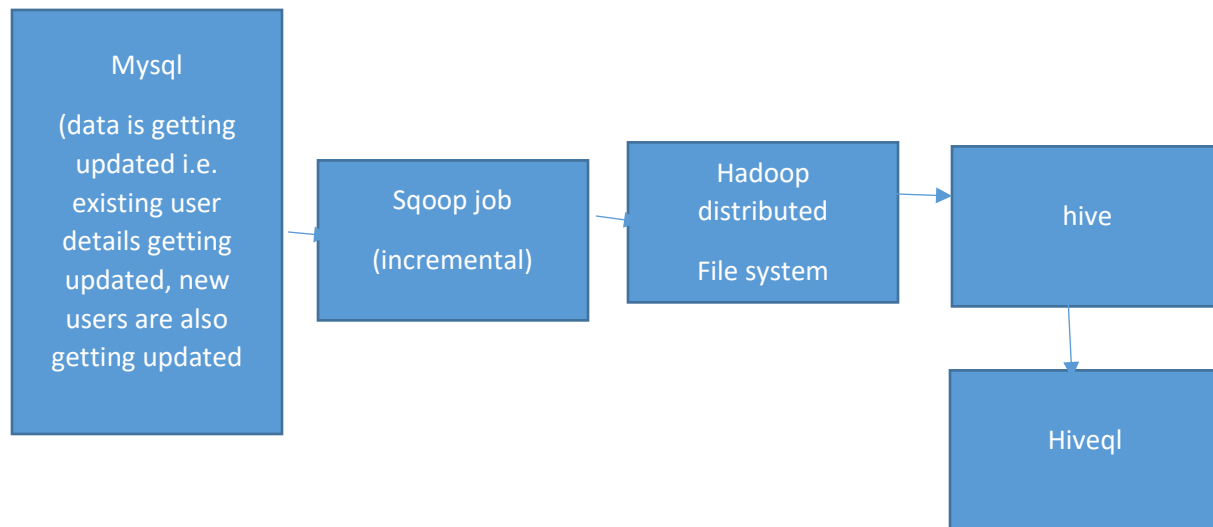 Mysql
(data is getting
updated i.e.
existing user
details getting
updated, new
users are also
getting updated
Sqoop job
(incremental)
Hadoop
distributed
File system
hive
Hiveql